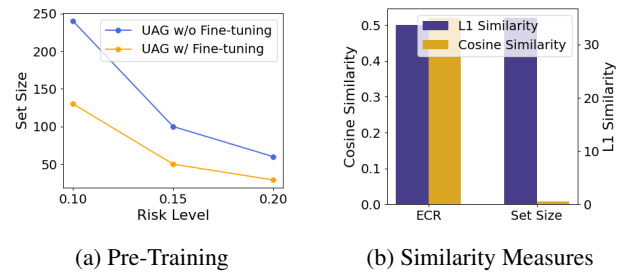 Set Size
250
200
150
100
50
UAG w/o Fine-tuning
UAG w/ Fine-tuning
0.10
0.15
0.20
Risk Level
(a) Pre-Training
Cosine Similarity
0.5
0.4
0.3
0.2
0.1
0.0
L1 Similarity
Cosine Similarity
ECR
Set Size
30
20
10
0
L1 Similarity
(b) Similarity Measures